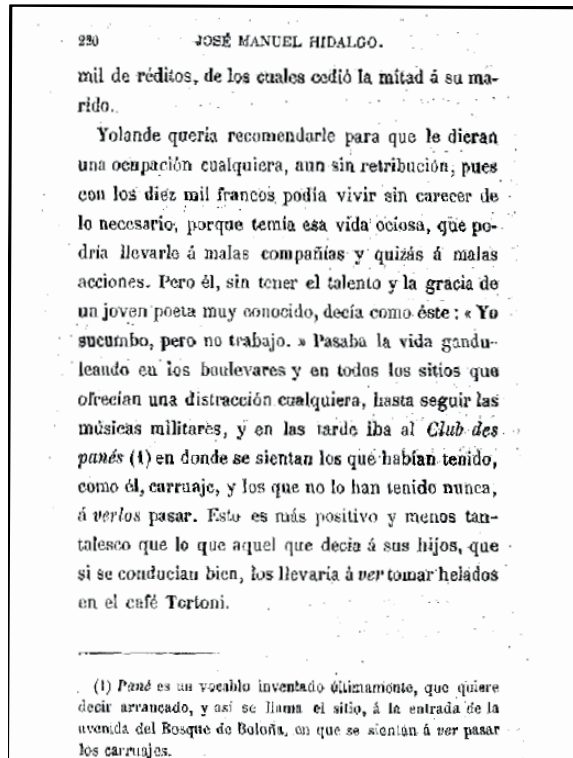 230 JOSÉ MANUEL HIDALGO.
mil de réditos, de los cuales cedió la mitad á su ma-
rido.
Yolande queria recomendarle para que le dieran
una ocupación cualquiera, aun sin retribución, pues
con los diez mil francos podía vivir sin carecer de
lo necesario, porque temía esa vida ociosa, que po-
dría llevarle á malas compañías y quizás á malas
acciones. Pero él, sin tener el talento y la gracia de
un joven poeta muy conocido, decía como éste : « Yo
sucumbo, pero no trabajo. » Pasaba la vida gandu-
leando en los boulevares y en todos los sitios que
ofrecían una distracción cualquiera, hasta seguir las
músicas militares, y en las tarde iba al Club des
panés (1) en donde se sientan los que habían tenido,
como él, carruaje, y los que no lo han tenido nunca,
á verlos pasar. Esto es más positivo y menos tan-
talesco que lo que aquel que decia á sus hijos, que
si se conducian bien, los llevaría á ver tomar helados
en el café Tortoni.
(1) Pané es un vocablo inventado últimamente, que quiere
decir arrancado, y así se llama el sitio, á la entrada de la
avenida del Bosque de Boloña, en que se sientan á ver pasar
los carruajes.